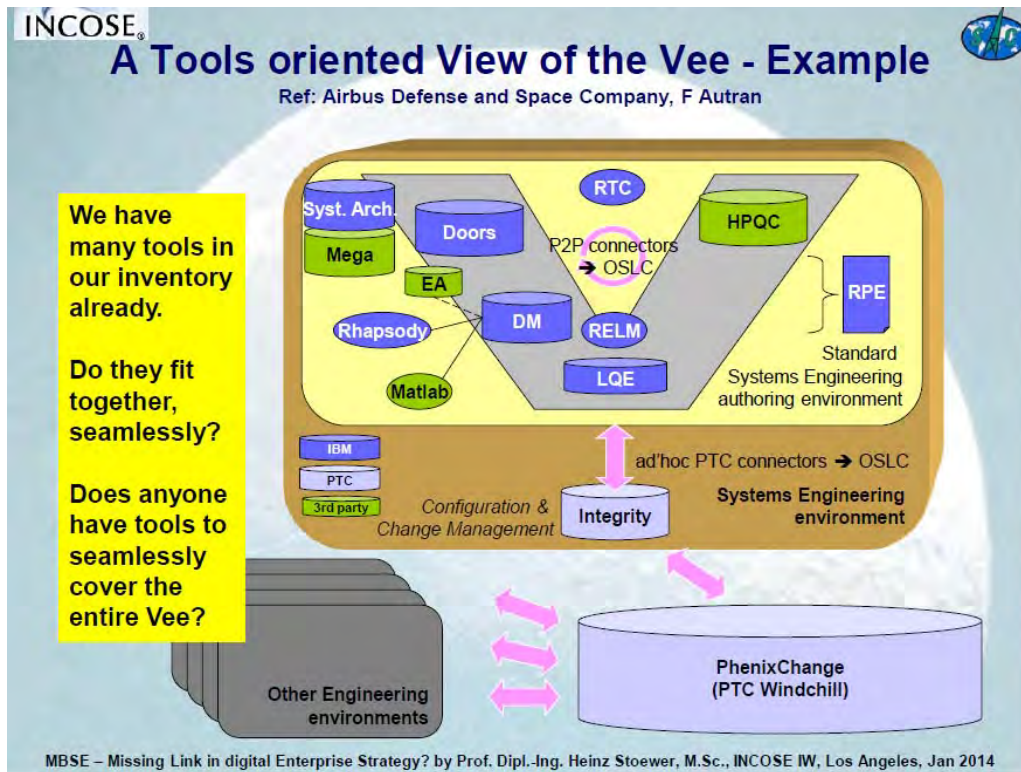 INCOSE®
A Tools oriented View of the Vee - Example
Ref: Airbus Defense and Space Company, F Autran
We have
many tools in
our inventory
already.
Do they fit
together,
seamlessly?
Does anyone
have tools to
seamlessly
cover the
entire Vee?
Syst. Arch.
Mega
Doors
EA
Rhapsody
DM
Matlab
RTC
P2P connectors
➔ OSLC
RELM
LQE
HPQC
RPE
Standard
Systems Engineering
authoring environment
IBM
PTC
3rd party
ad'hoc PTC connectors ➔ OSLC
Configuration &
Change Management
Integrity
Systems Engineering
environment
Other Engineering
environments
PhenixChange
(PTC Windchill)
MBSE – Missing Link in digital Enterprise Strategy? by Prof. Dipl.-Ing. Heinz Stoewer, M.Sc., INCOSE IW, Los Angeles, Jan 2014